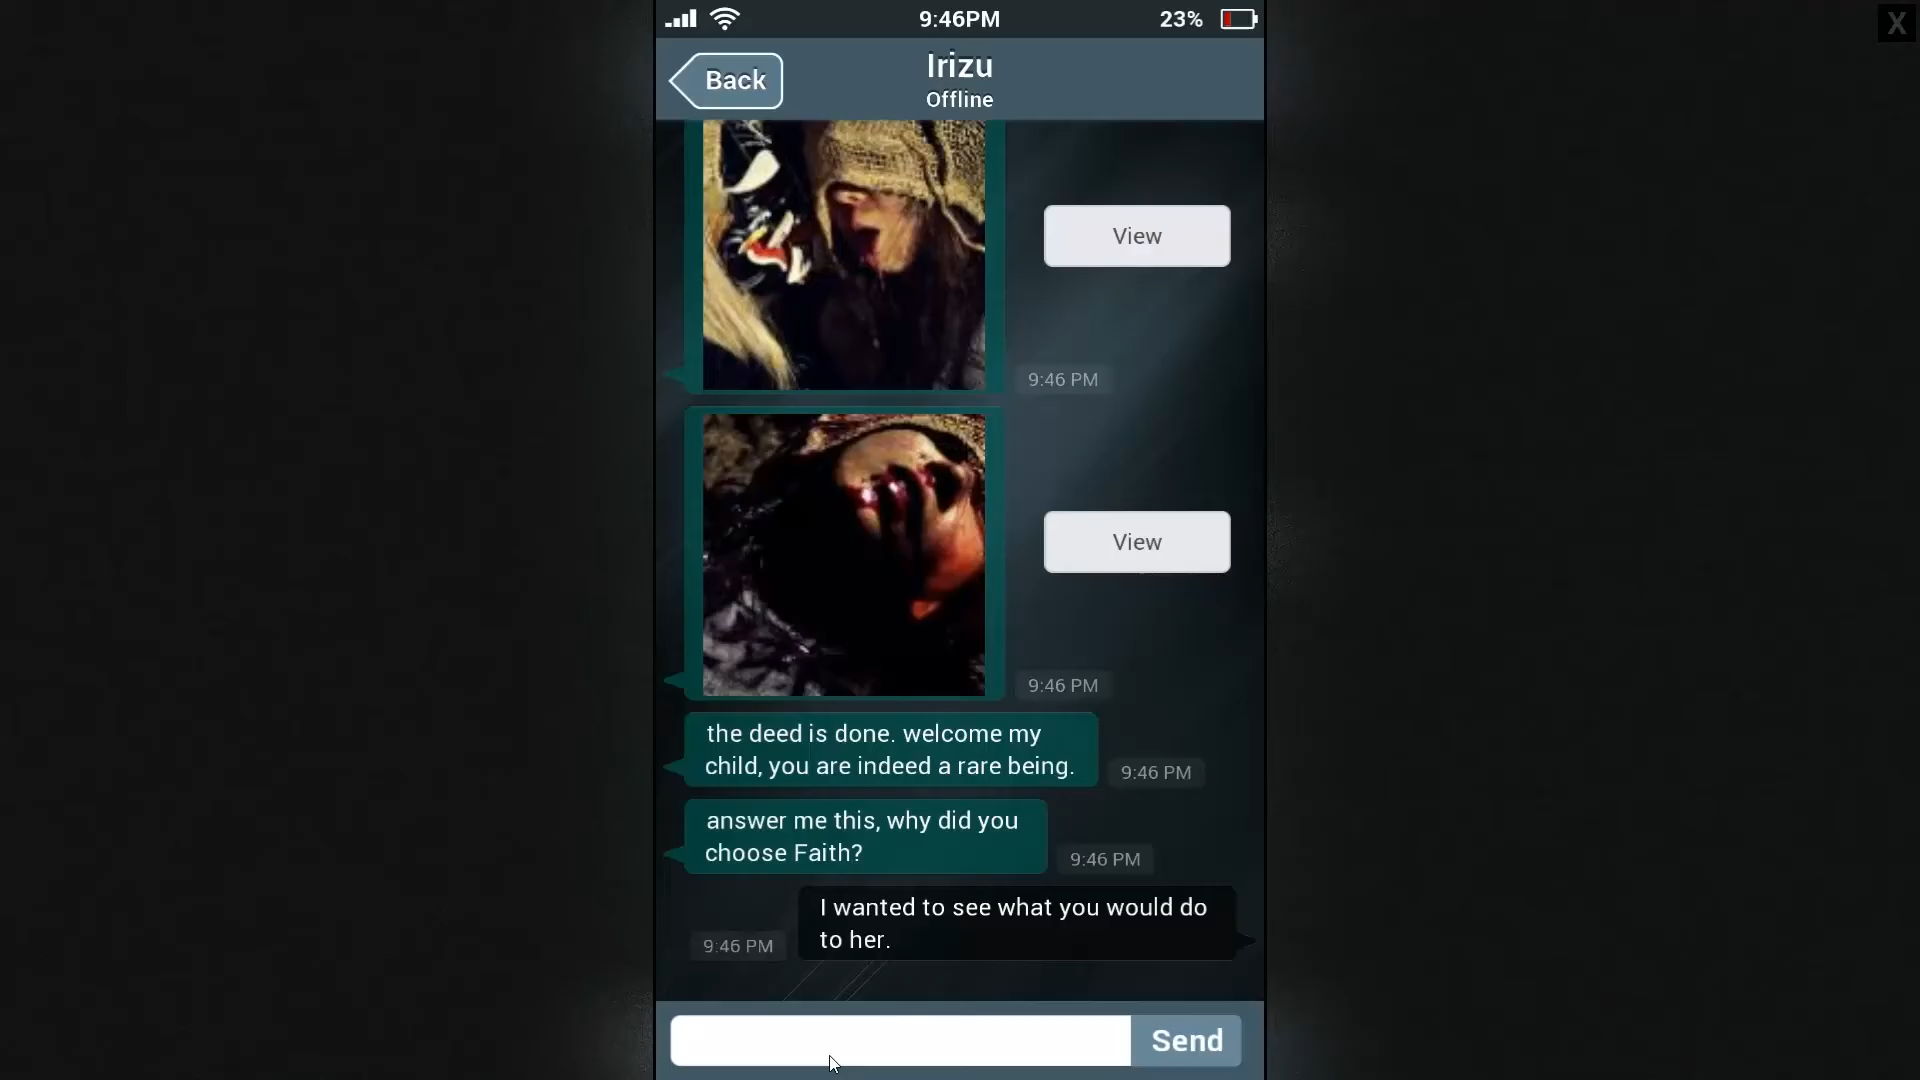 9:46PM
23%
X
Back
Irizu
Offline
View
9:46 PM
View
9:46 PM
the deed is done. welcome my
child, you are indeed a rare being.
9:46 PM
answer me this, why did you
choose Faith?
9:46 PM
I wanted to see what you would do
to her.
9:46 PM
Send